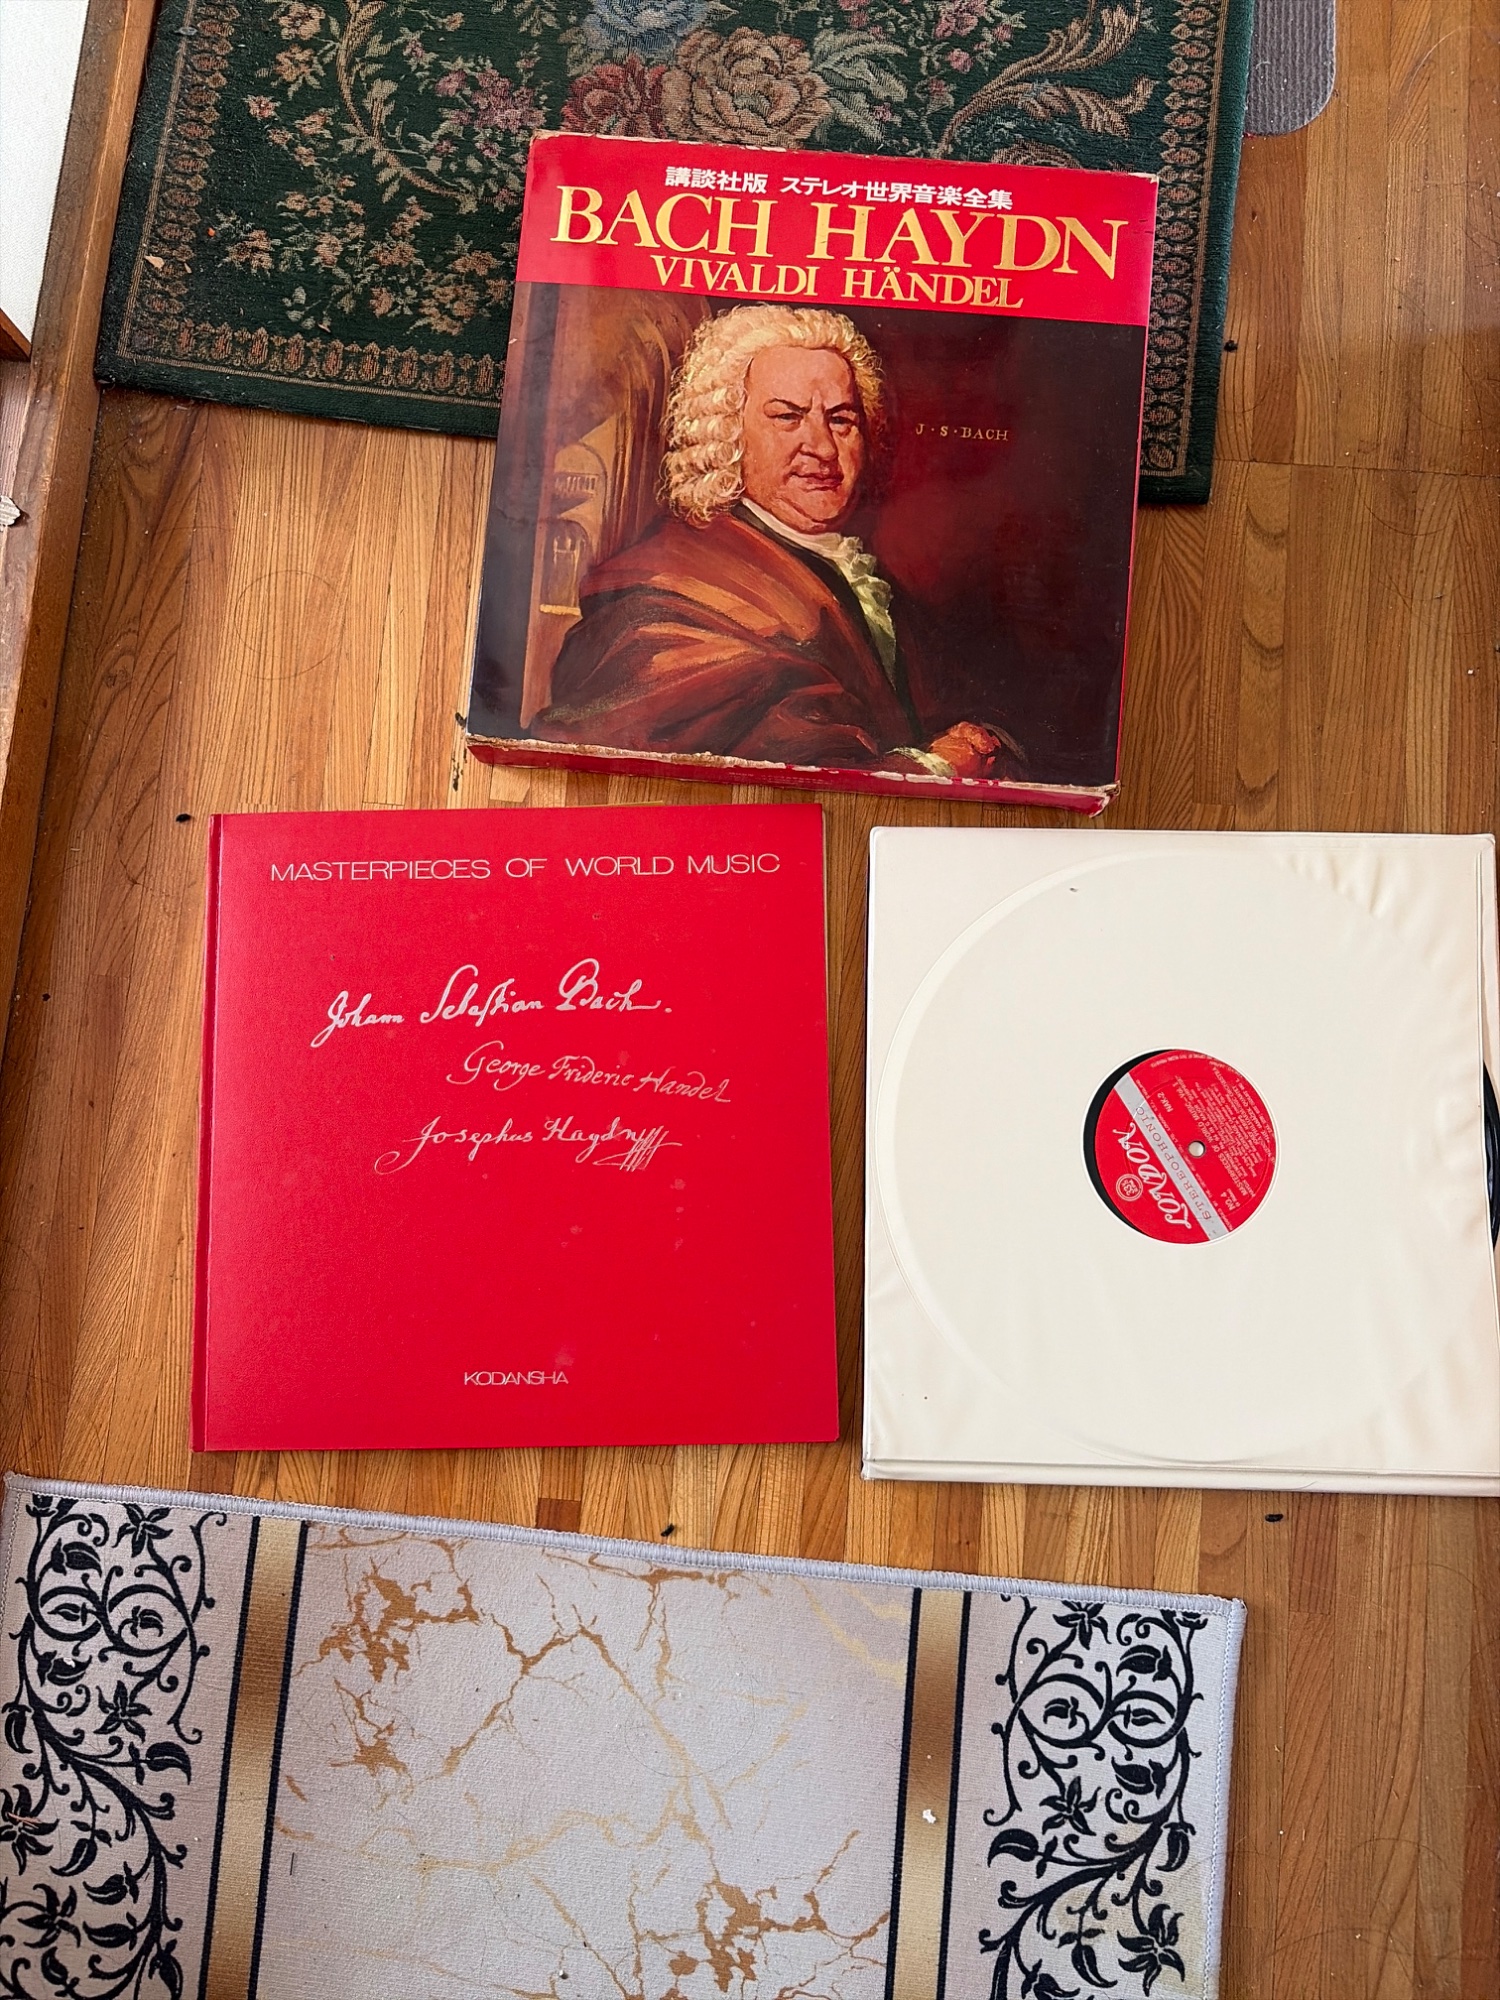 講談社版 ステレオ世界音楽全集
BACH HAYDN
VIVALDI HÄNDEL
J·S·BACH
MASTERPIECES OF WORLD MUSIC
Johann Sebastian Bach.
George Frideric Handel
Josephus Haydn
KODANSHA
LONDON
STEREOPHONIC